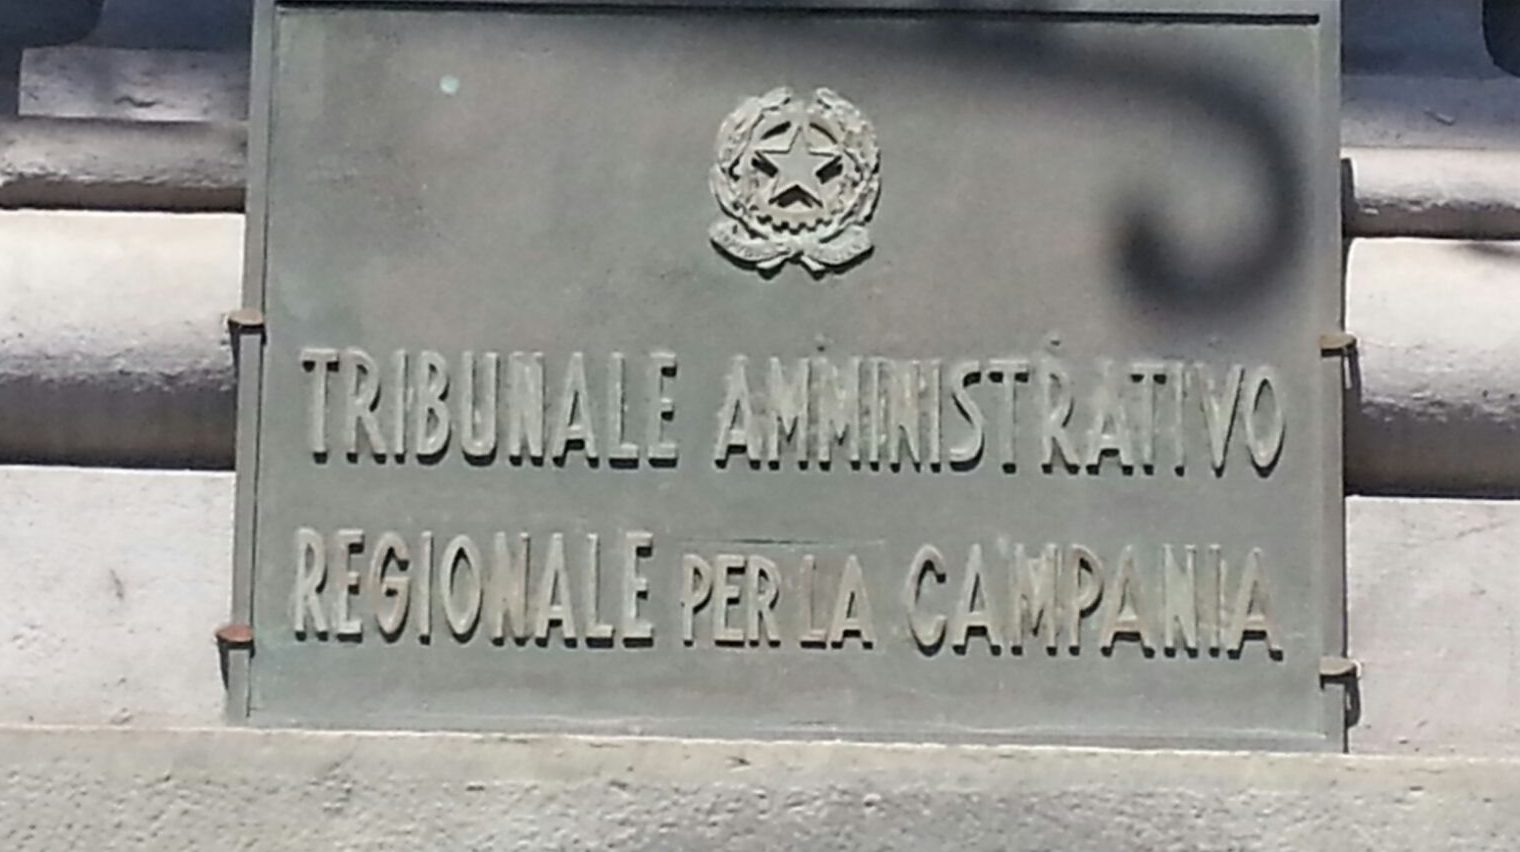 TRIBUNALE AMMINISTRATIVO
REGIONALE PER LA CAMPANIA